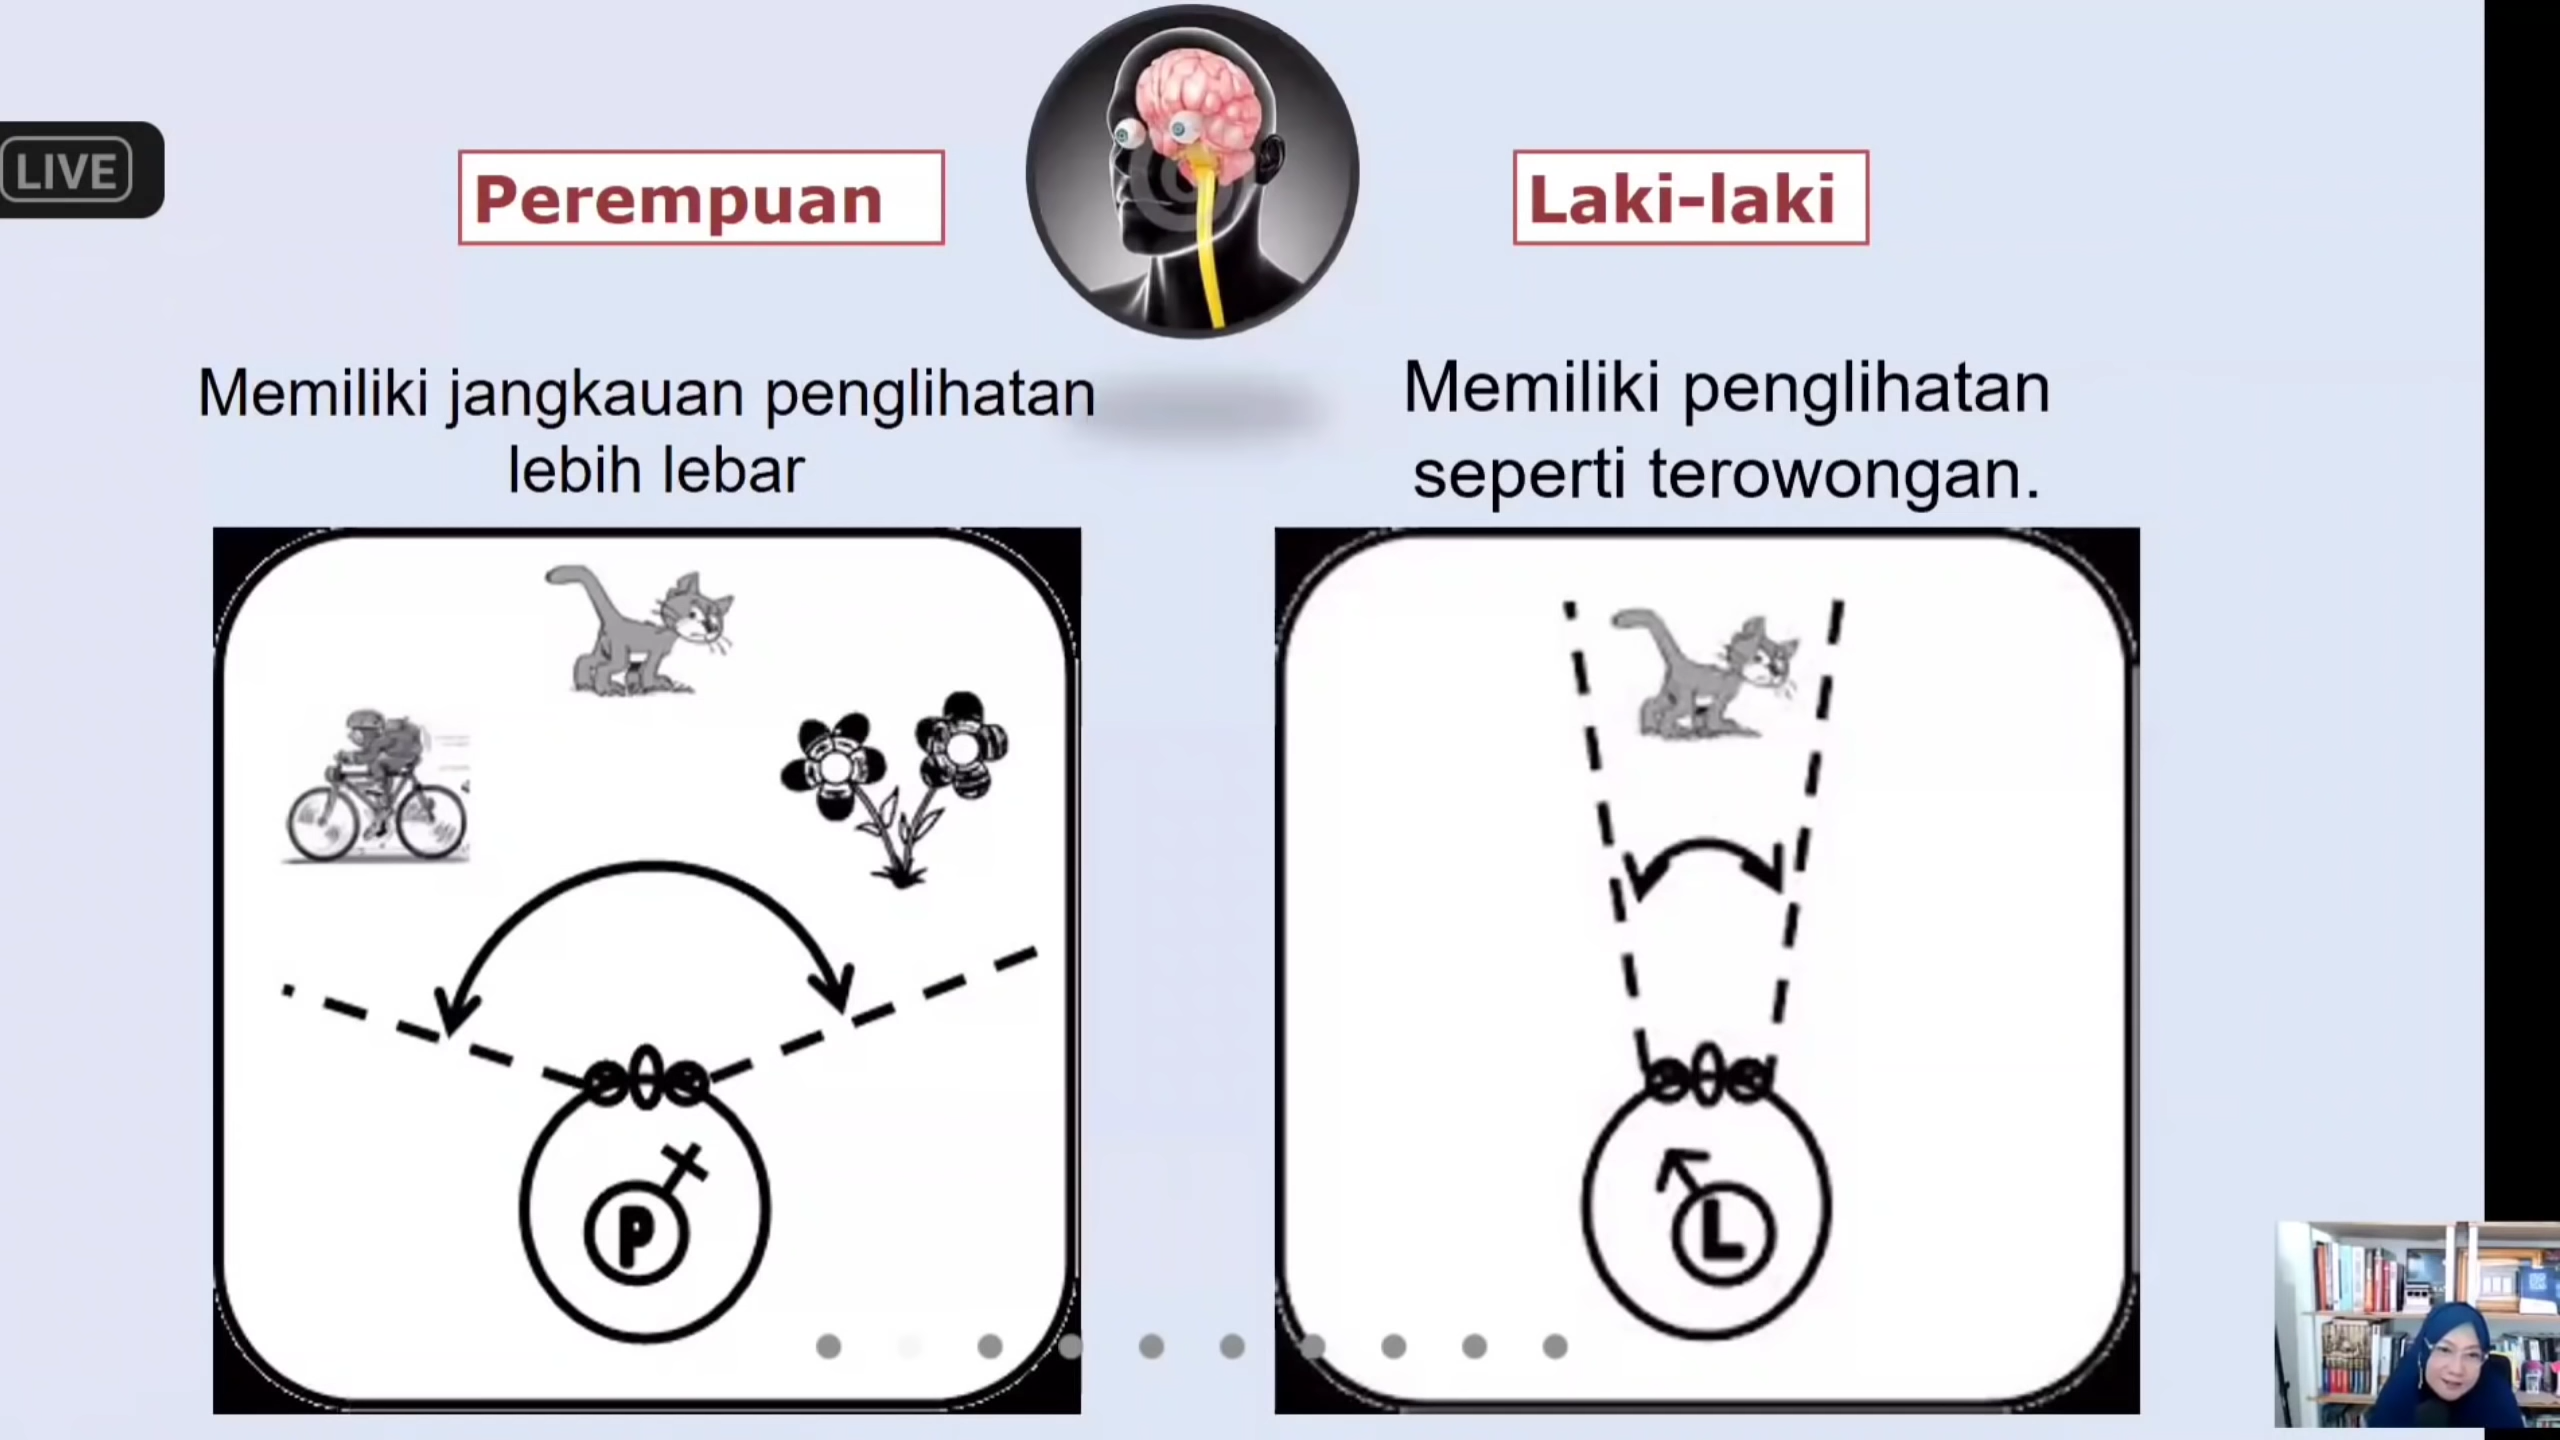 LIVE
Perempuan
Laki-laki
Memiliki jangkauan penglihatan
lebih lebar
Memiliki penglihatan
seperti terowongan.
P
L